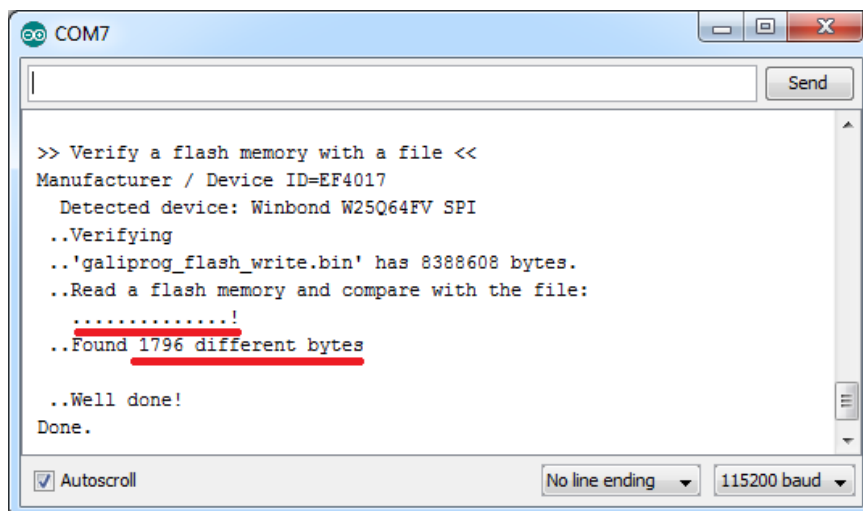 COM7
Send
>> Verify a flash memory with a file <<
Manufacturer / Device ID=EF4017
Detected device: Winbond W25Q64FV SPI
..Verifying
..'galiprog_flash_write.bin' has 8388608 bytes.
..Read a flash memory and compare with the file:
..............!
..Found 1796 different bytes
..Well done!
Done.
Autoscroll
No line ending
115200 baud